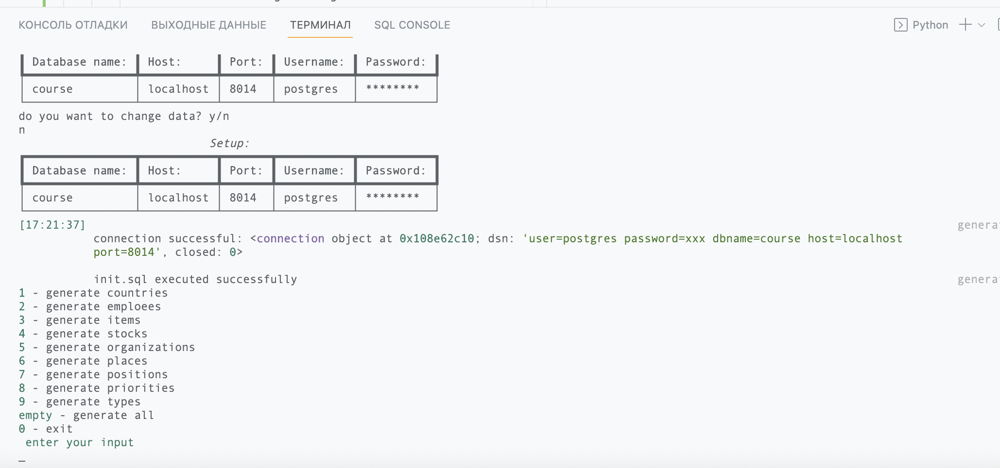 КОНСОЛЬ ОТЛАДКИ ВЫХОДНЫЕ ДАННЫЕ ТЕРМИНАЛ SQL CONSOLE Python
Database name: Host: Port: Username: Password:
course localhost 8014 postgres ********
do you want to change data? y/n
n
Setup:
Database name: Host: Port: Username: Password:
course localhost 8014 postgres ********
[17:21:37]
connection successful: <connection object at 0x108e62c10; dsn: 'user=postgres password=xxx dbname=course host=localhost
port=8014', closed: 0>
init.sql executed successfully
1 - generate countries
2 - generate emploees
3 - generate items
4 - generate stocks
5 - generate organizations
6 - generate places
7 - generate positions
8 - generate priorities
9 - generate types
empty - generate all
0 - exit
enter your input
_